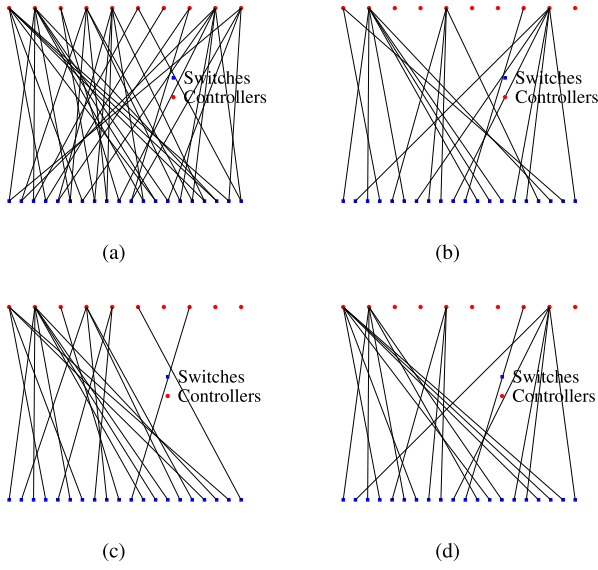 Switches
Controllers
Switches
Controllers
(a)
(b)
Switches
Controllers
Switches
Controllers
(c)
(d)